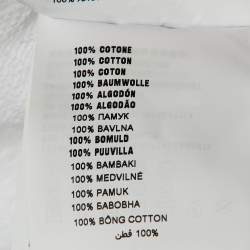 100% COTONE
100% COTTON
100% COTON
100% BAUMWOLLE
100% ALGODÓN
100% ALGODÃO
100% ПАМУК
100% BAVLNA
100% BOMULD
100% PUUVILLA
100% BAMBAKI
100% MEDVILNĖ
100% PAMUK
100% БАВОВНА
100% BÔNG COTTON
100% قطن